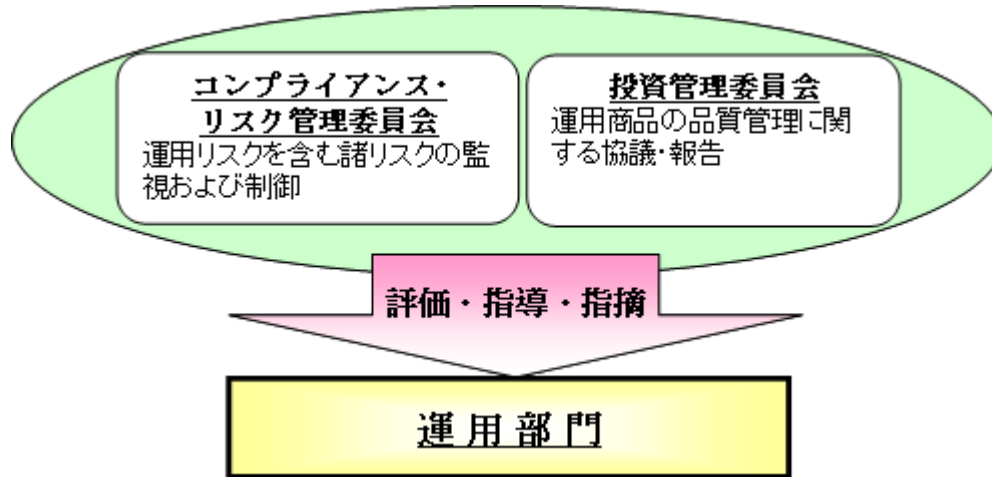 コンプライアンス・
リスク管理委員会
運用リスクを含む諸リスクの監
視および制御
投資管理委員会
運用商品の品質管理に関
する協議・報告
評価・指導・指摘
運用部門